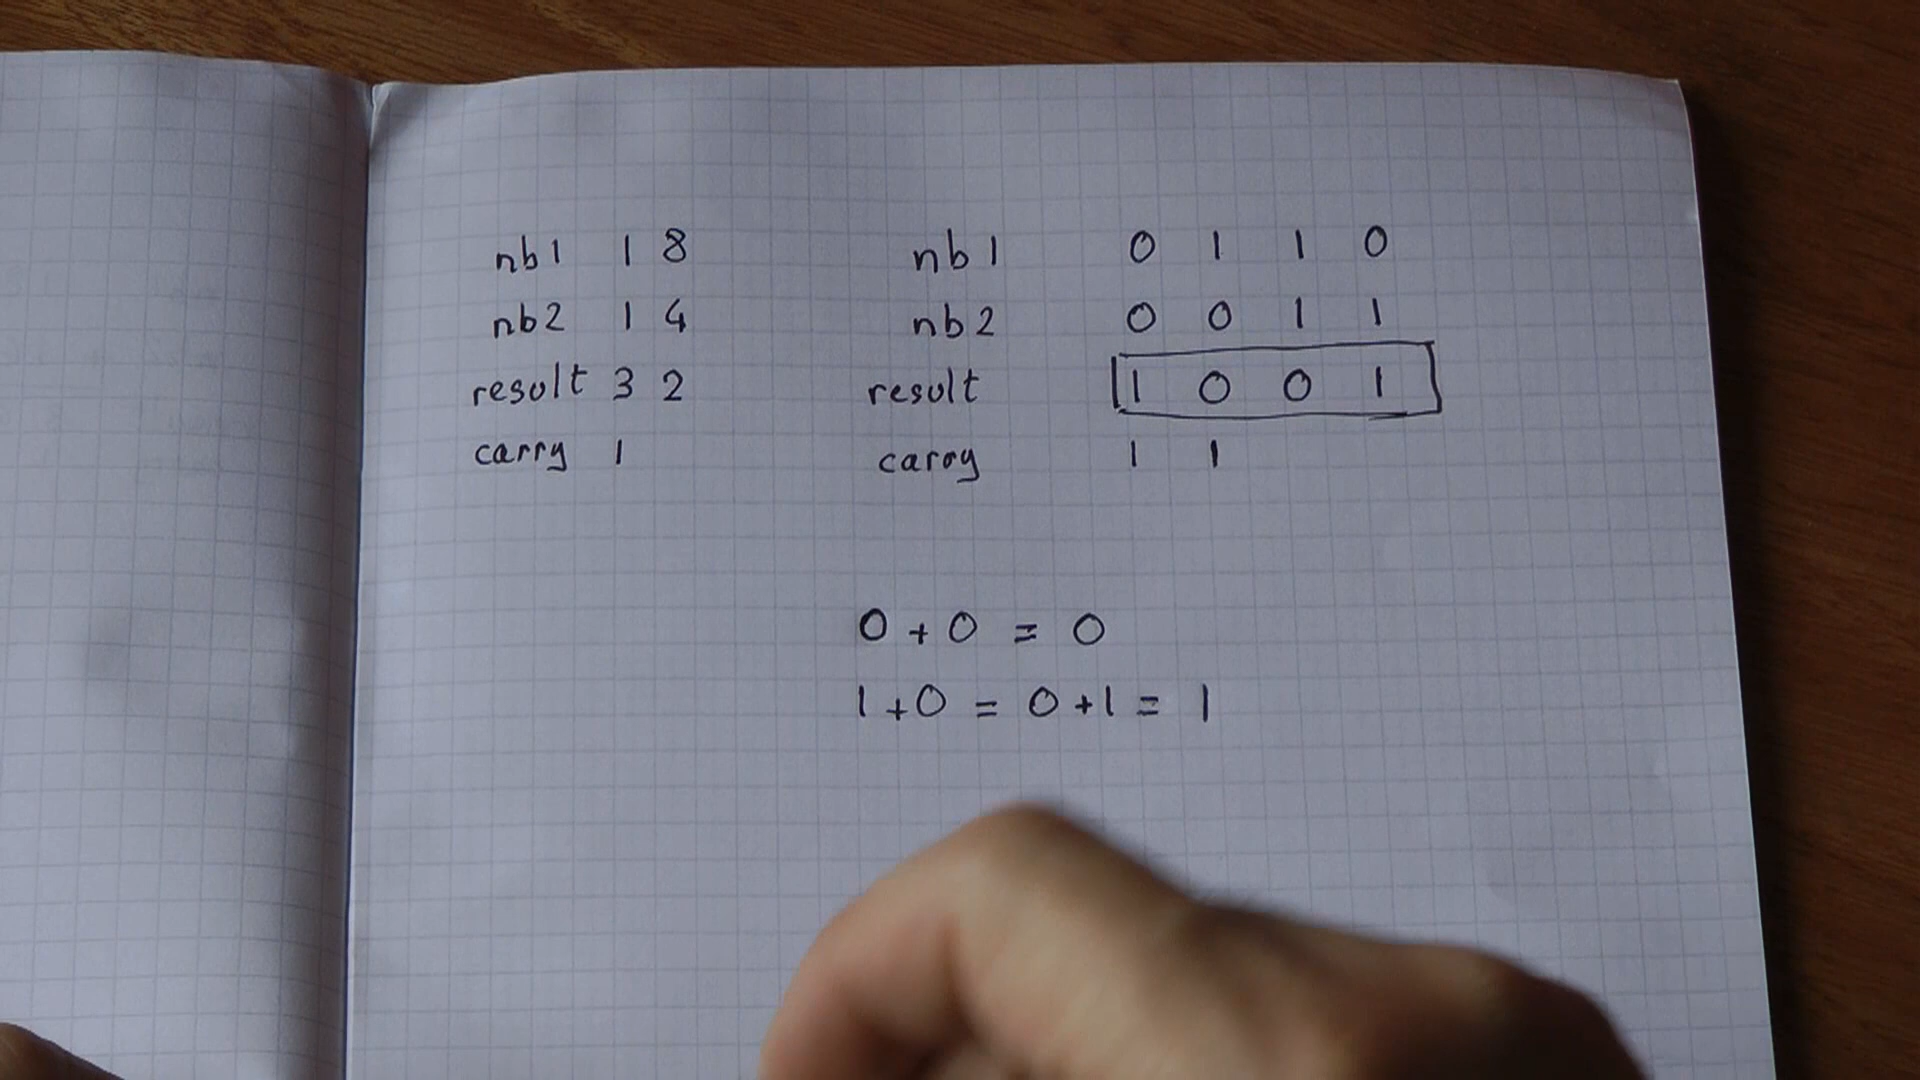 nb1 1 8
nb2 1 4
result 3 2
carry 1
nb1 0 1 1 0
nb2 0 0 1 1
result 1 0 0 1
carry 1 1
0 + 0 = 0
1 + 0 = 0 + 1 = 1